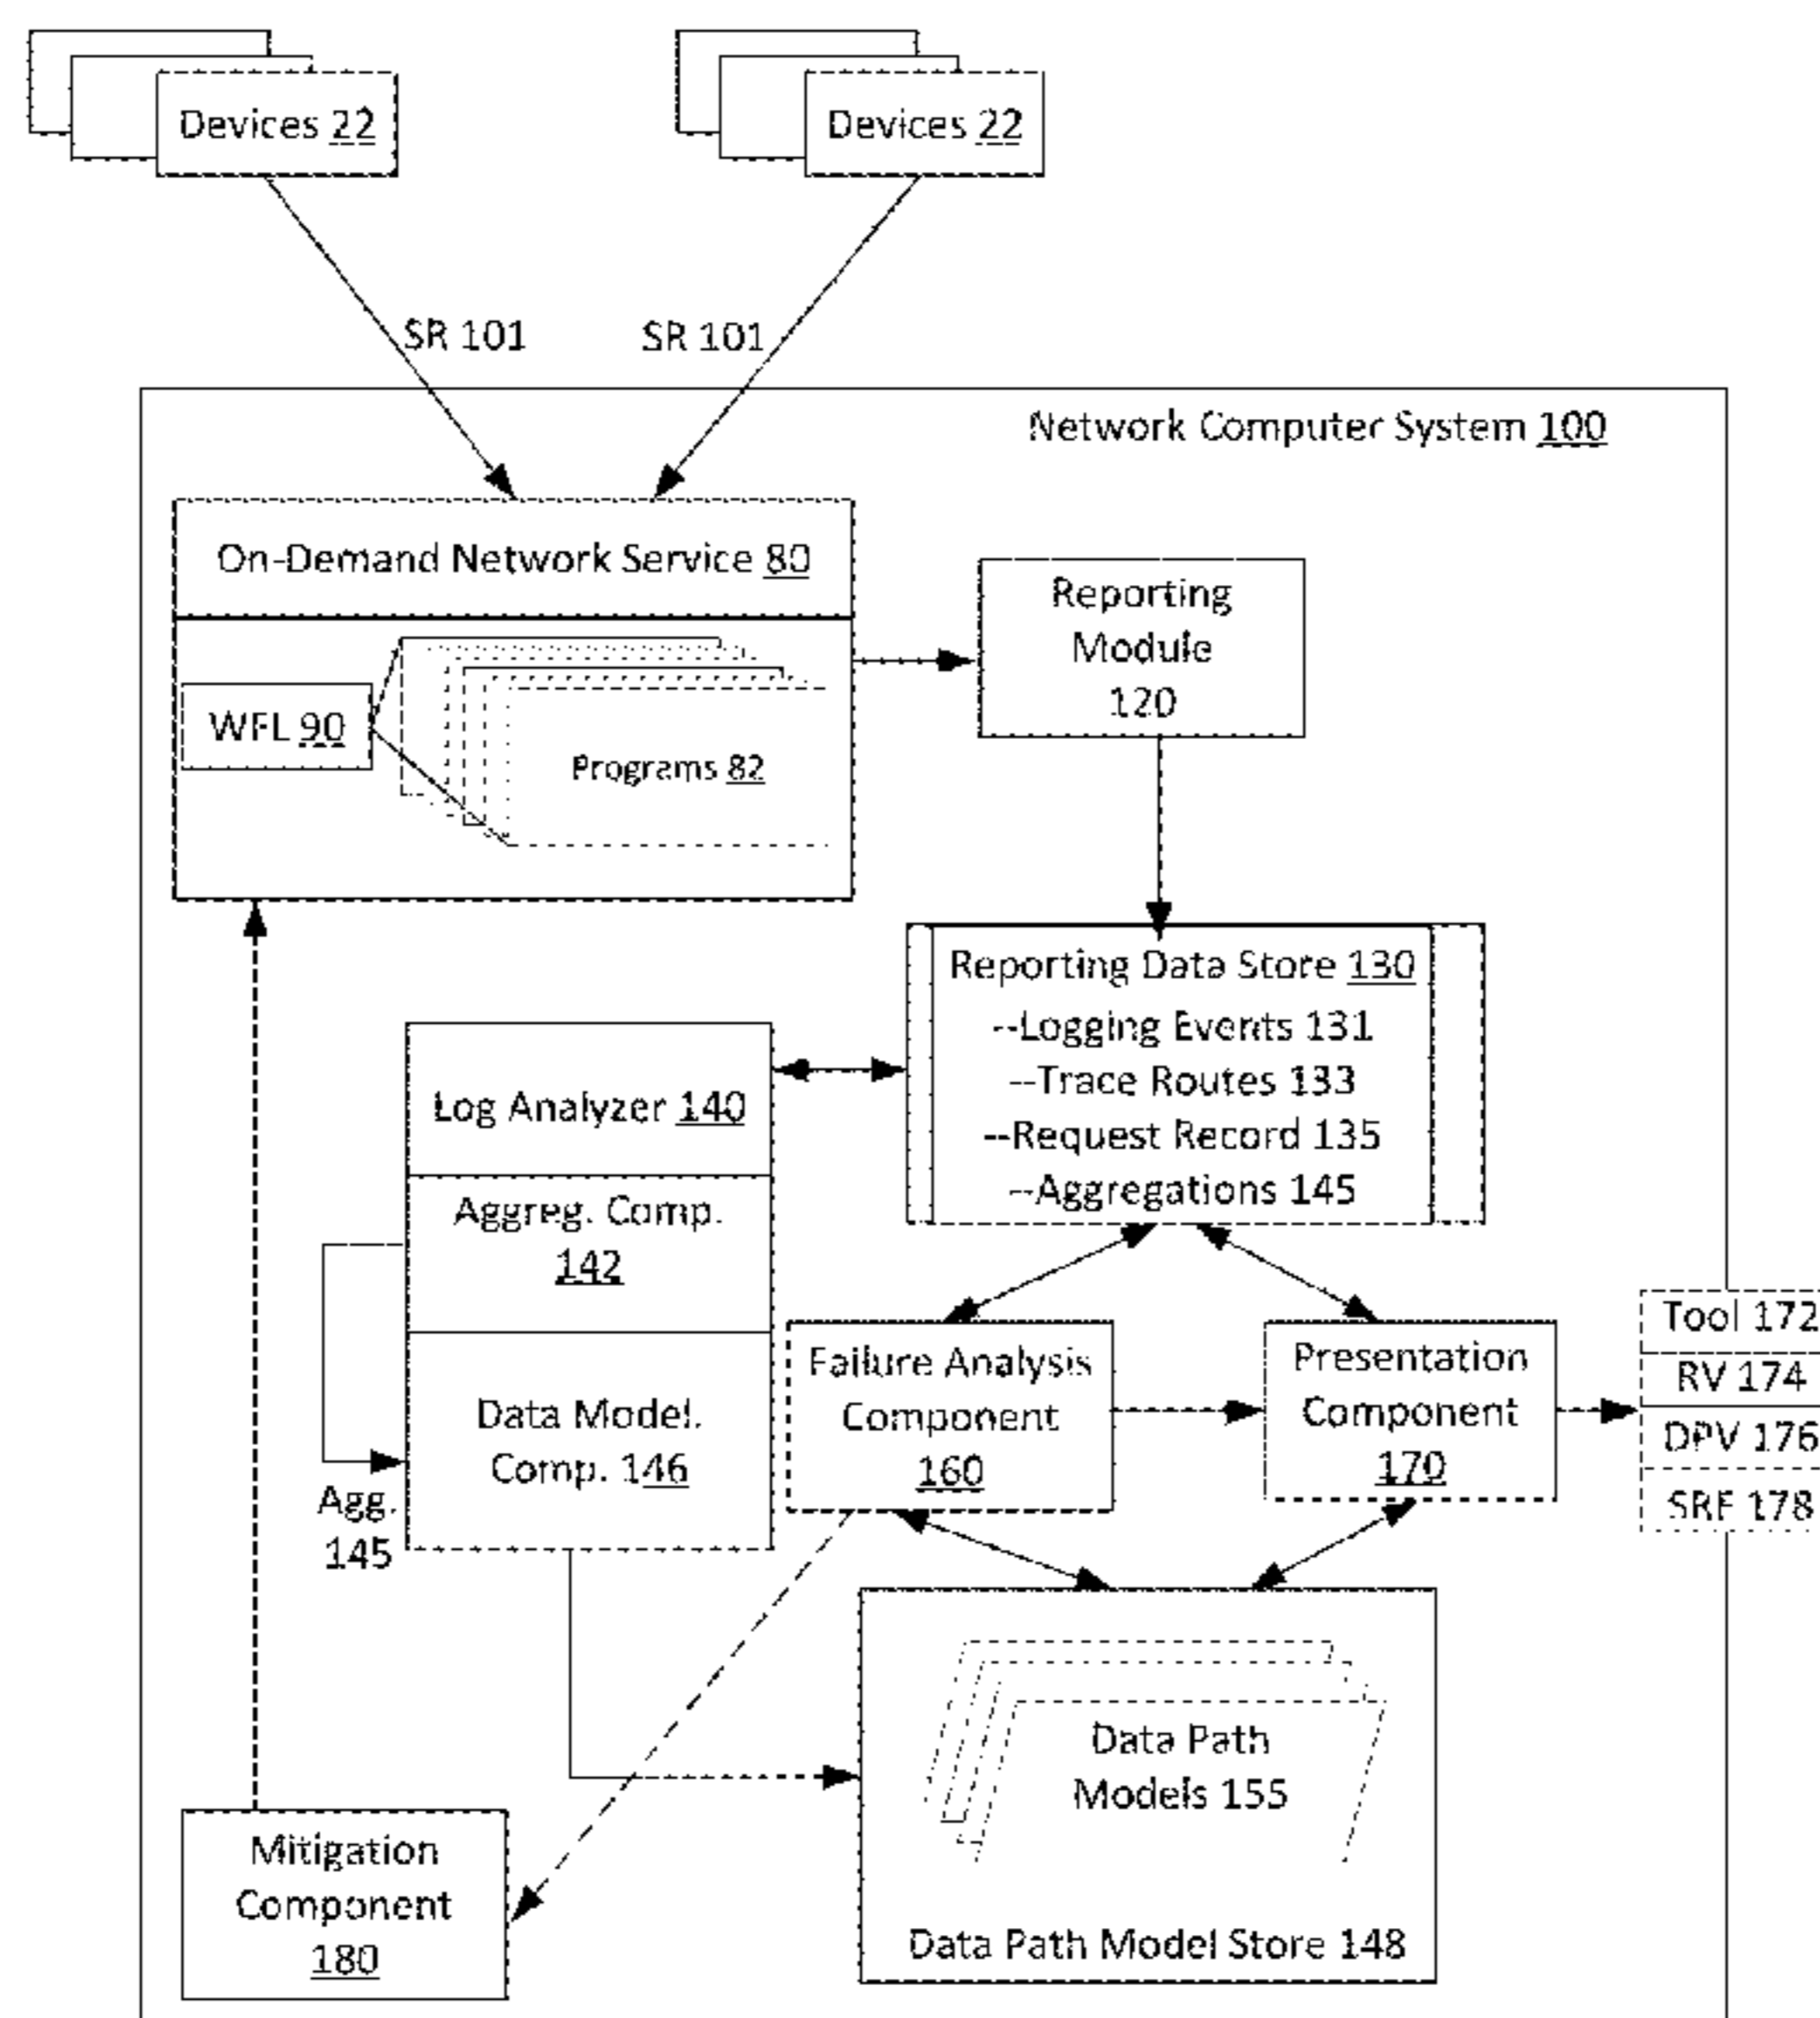 Devices 22
Devices 22
SR 101
SR 101
Network Computer System 100
On-Demand Network Service 80
Reporting
Module
120
WFL 90
Programs 82
Reporting Data Store 130
--Logging Events 131
--Trace Routes 133
--Request Record 135
--Aggregations 145
Log Analyzer 140
Aggreg. Comp.
142
Data Model.
Comp. 146
Agg.
145
Failure Analysis
Component
160
Presentation
Component
170
Tool 172
RV 174
DPV 176
SRF 178
Data Path
Models 155
Data Path Model Store 148
Mitigation
Component
180